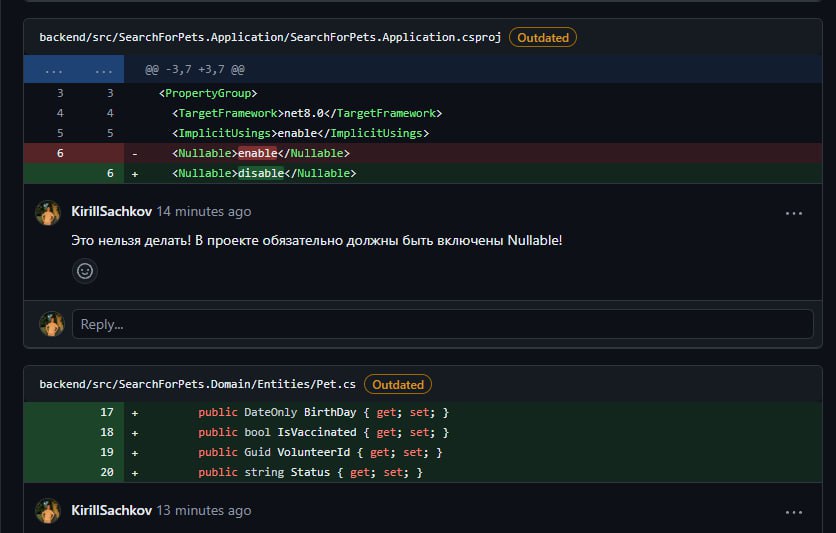 backend/src/SearchForPets.Application/SearchForPets.Application.csproj Outdated
... ... @@ -3,7 +3,7 @@
3 3 <PropertyGroup>
4 4 <TargetFramework>net8.0</TargetFramework>
5 5 <ImplicitUsings>enable</ImplicitUsings>
6 - <Nullable>enable</Nullable>
6 + <Nullable>disable</Nullable>
KirillSachkov 14 minutes ago
Это нельзя делать! В проекте обязательно должны быть включены Nullable!
Reply...
backend/src/SearchForPets.Domain/Entities/Pet.cs Outdated
17 + public DateOnly BirthDay { get; set; }
18 + public bool IsVaccinated { get; set; }
19 + public Guid VolunteerId { get; set; }
20 + public string Status { get; set; }
KirillSachkov 13 minutes ago